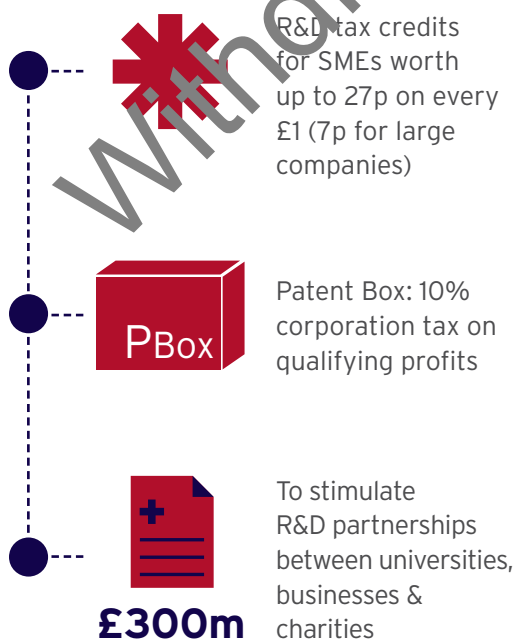 R&D tax credits
for SMEs worth
up to 27p on every
£1 (7p for large
companies)
PBox
Patent Box: 10%
corporation tax on
qualifying profits
To stimulate
R&D partnerships
between universities,
businesses &
charities
£300m